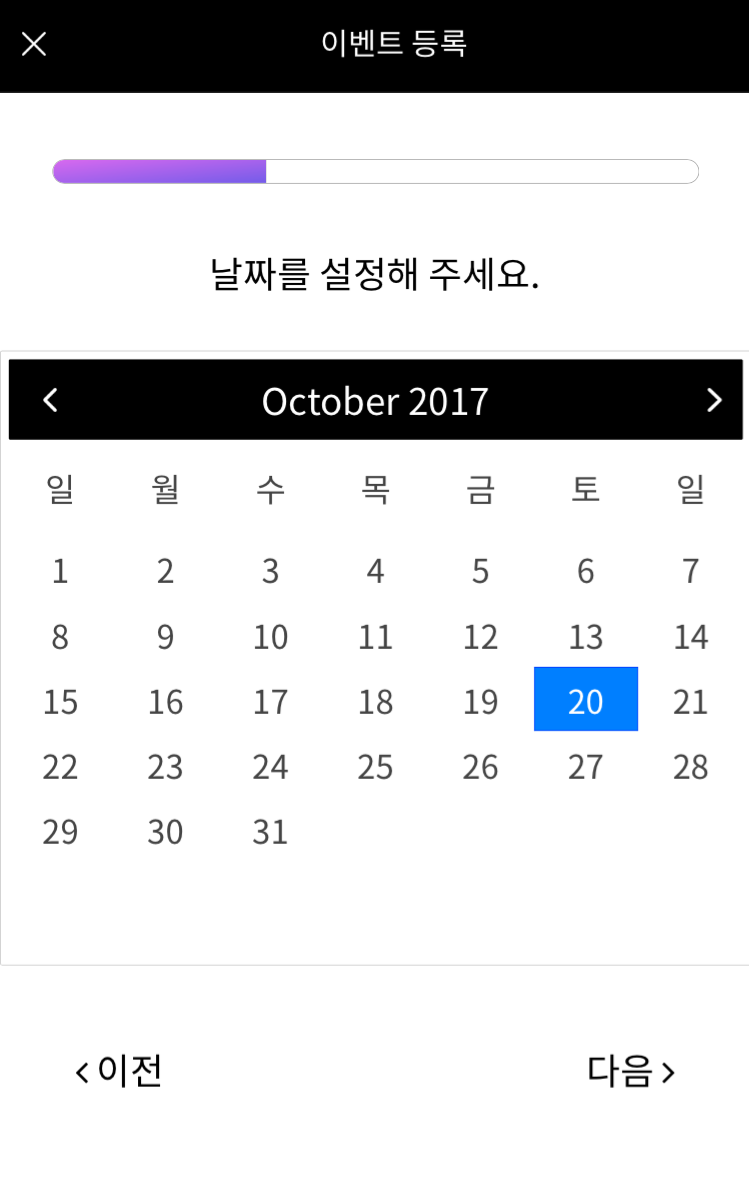 이벤트 등록
날짜를 설정해 주세요.
October 2017
일 월 수 목 금 토 일
1 2 3 4 5 6 7
8 9 10 11 12 13 14
15 16 17 18 19 20 21
22 23 24 25 26 27 28
29 30 31
이전 다음